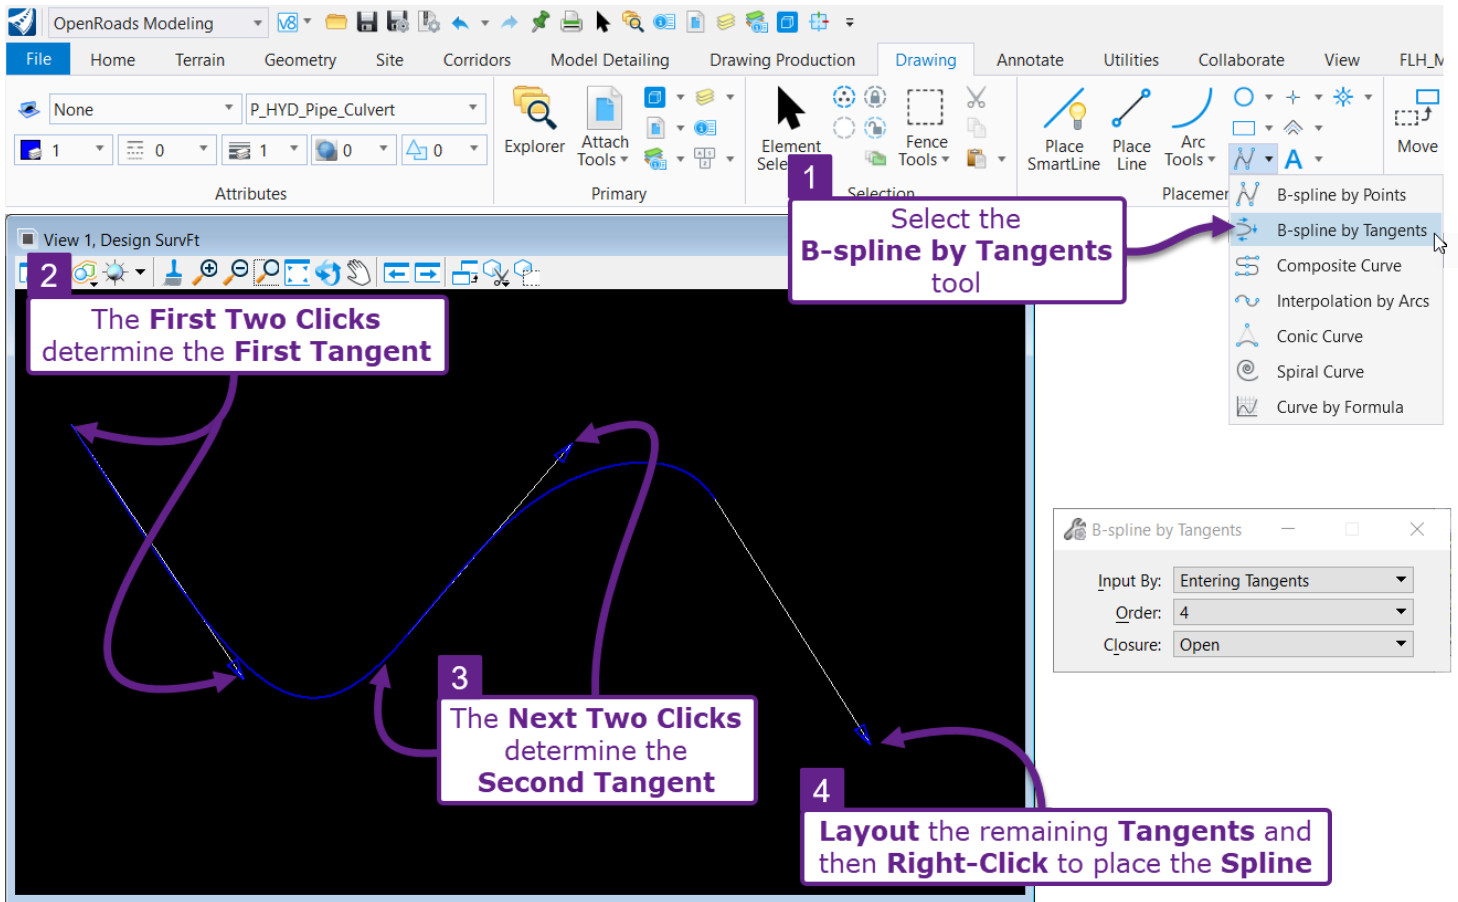 OpenRoads Modeling
V8
File Home Terrain Geometry Site Corridors Model Detailing Drawing Production Drawing Annotate Utilities Collaborate View FLH_M
None
P_HYD_Pipe_Culvert
1 0 1 0 0
Attributes
Explorer
Attach
Tools
Primary
Element
Selec
Fence
Tools
Selection
Place
SmartLine
Place
Line
Arc
Tools
A
Placemen
Move
B-spline by Points
B-spline by Tangents
Composite Curve
Interpolation by Arcs
Conic Curve
Spiral Curve
Curve by Formula
1
Select the
B-spline by Tangents
tool
View 1, Design SurvFt
2
The First Two Clicks
determine the First Tangent
B-spline by Tangents
Input By: Entering Tangents
Order: 4
Closure: Open
3
The Next Two Clicks
determine the
Second Tangent
4
Layout the remaining Tangents and
then Right-Click to place the Spline